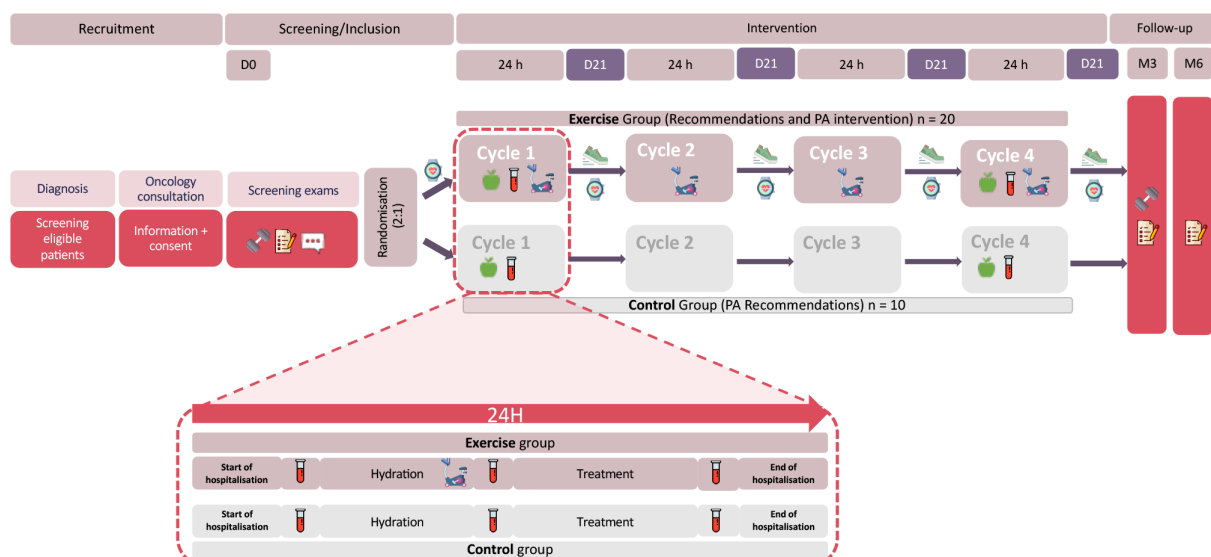 Recruitment
Screening/Inclusion
Intervention
Follow-up
D0
24 h
D21
24 h
D21
24 h
D21
24 h
D21
M3
M6
Exercise Group (Recommendations and PA intervention) n = 20
Cycle 1
Cycle 2
Cycle 3
Cycle 4
Diagnosis
Oncology
consultation
Screening exams
Screening
eligible
patients
Information +
consent
Randomisation
(2:1)
Cycle 1
Cycle 2
Cycle 3
Cycle 4
Control Group (PA Recommendations) n = 10
24H
Exercise group
Start of
hospitalisation
Hydration
Treatment
End of
hospitalisation
Start of
hospitalisation
Hydration
Treatment
End of
hospitalisation
Control group